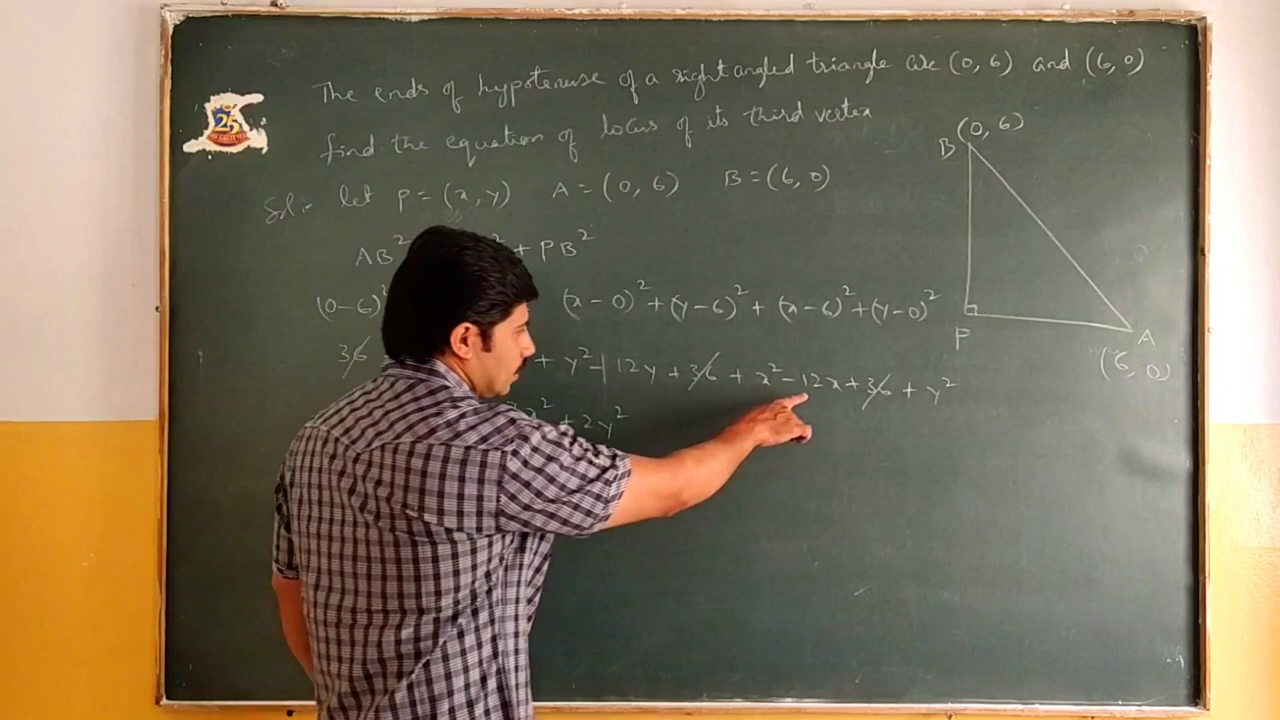 The ends of hypotenuse of a right angled triangle are (0, 6) and (6, 0)
find the equation of locus of its third vertex
Sol:- let P = (x, y) A = (0, 6) B = (6, 0)
AB² ² + PB²
(0-6)² (x-0)² + (y-6)² + (x-6)² + (y-0)²
36 + y² - 12y + 36 + x² - 12x + 36 + y²
2x² + 2y²
B (0, 6)
P
A
(6, 0)
25